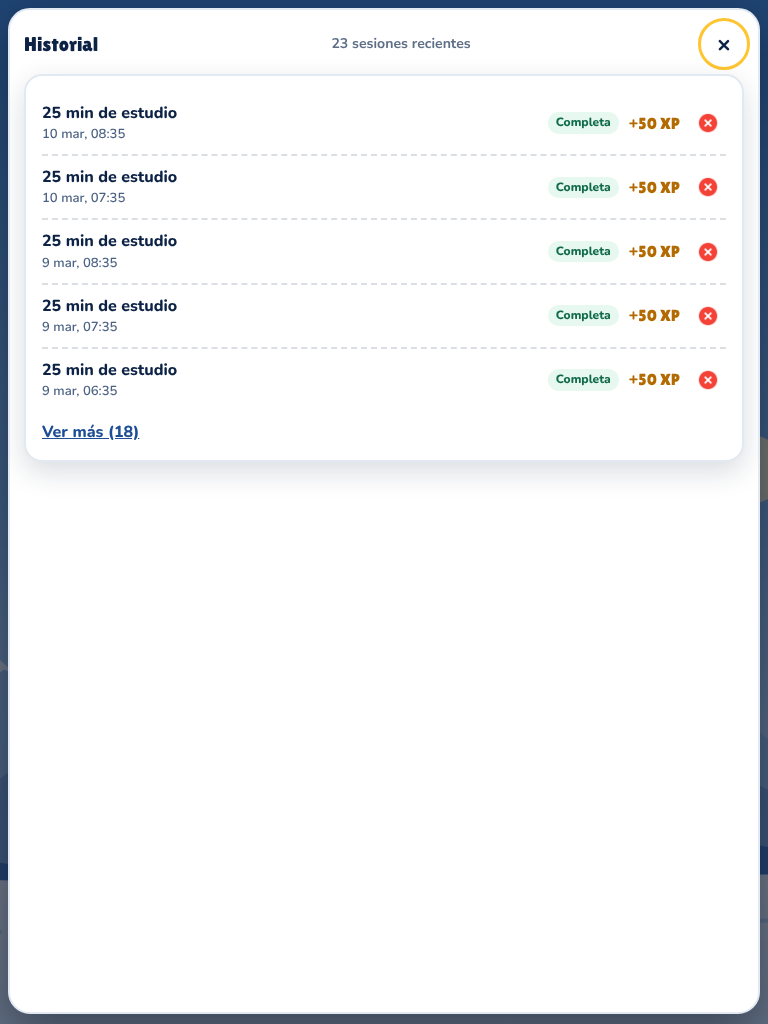 Historial
23 sesiones recientes
25 min de estudio
10 mar, 08:35
Completa
+50 XP
25 min de estudio
10 mar, 07:35
Completa
+50 XP
25 min de estudio
9 mar, 08:35
Completa
+50 XP
25 min de estudio
9 mar, 07:35
Completa
+50 XP
25 min de estudio
9 mar, 06:35
Completa
+50 XP
Ver más (18)